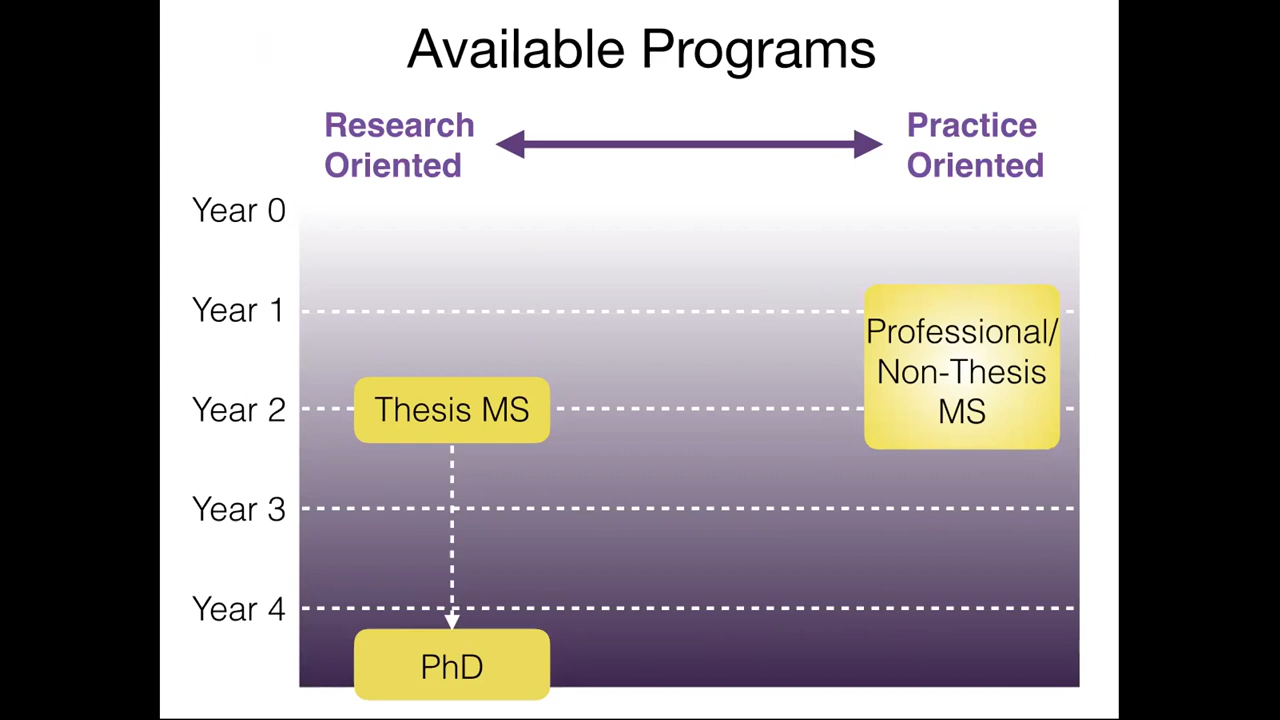 Available Programs
Research
Oriented
Practice
Oriented
Year 0
Year 1
Professional/
Non-Thesis
MS
Year 2
Thesis MS
Year 3
Year 4
PhD